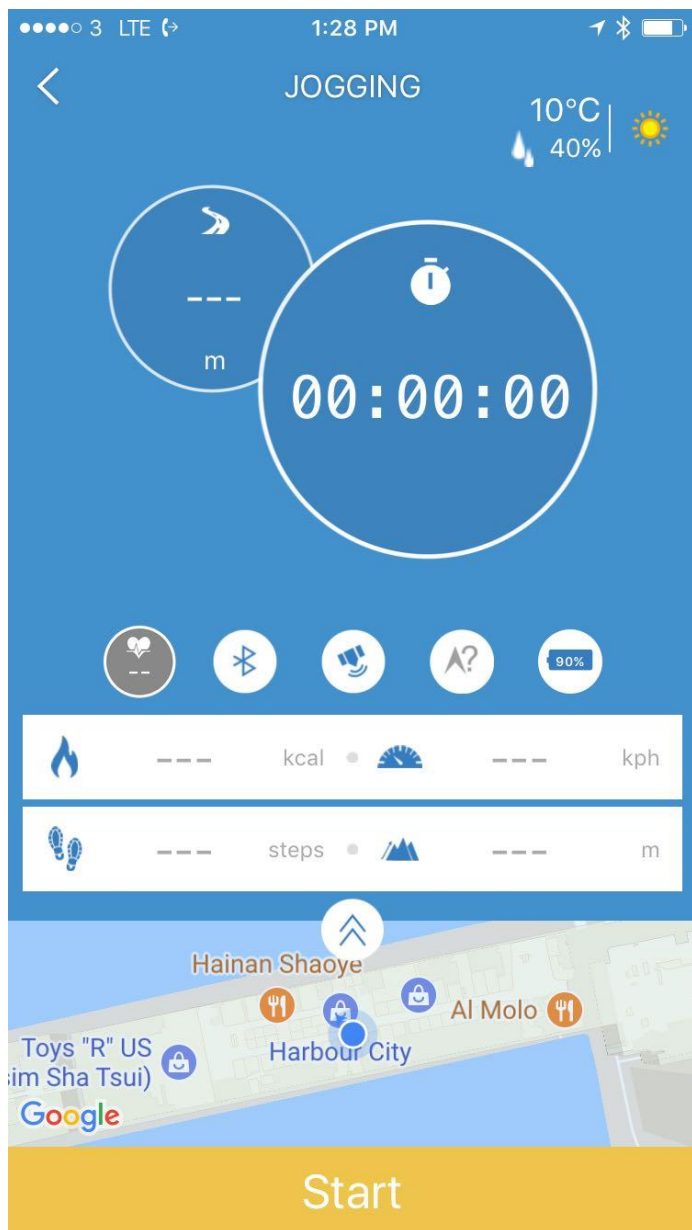 3 LTE 1:28 PM
JOGGING
10°C
40%
---
m
00:00:00
--
?
90%
--- kcal --- kph
--- steps --- m
Hainan Shaoye
Al Molo
Toys "R" US
sim Sha Tsui)
Harbour City
Google
Start